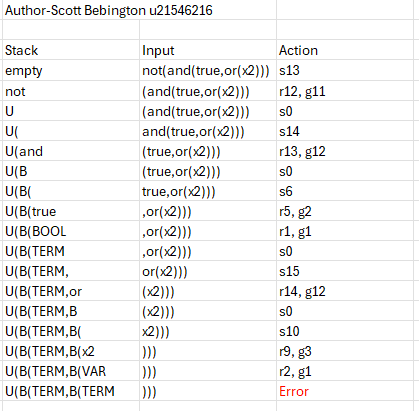 Author-Scott Bebington u21546216
Stack Input Action
empty not(and(true,or(x2))) s13
not (and(true,or(x2))) r12, g11
U (and(true,or(x2))) s0
U( and(true,or(x2))) s14
U(and (true,or(x2))) r13, g12
U(B (true,or(x2))) s0
U(B( true,or(x2))) s6
U(B(true ,or(x2))) r5, g2
U(B(BOOL ,or(x2))) r1, g1
U(B(TERM ,or(x2))) s0
U(B(TERM, or(x2))) s15
U(B(TERM,or (x2))) r14, g12
U(B(TERM,B (x2))) s0
U(B(TERM,B( x2))) s10
U(B(TERM,B(x2 ))) r9, g3
U(B(TERM,B(VAR ))) r2, g1
U(B(TERM,B(TERM ))) Error